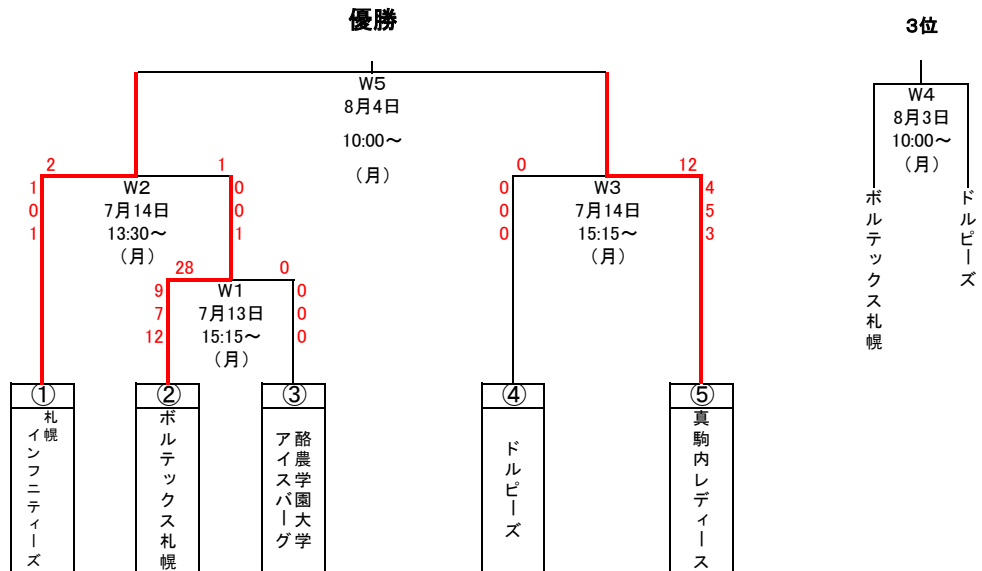 優勝
3位
W5
8月4日
10:00～
(月)
W4
8月3日
10:00～
(月)
ボルテックス札幌
ドルピーズ
2
1
1
0
1
0
0
1
W2
7月14日
13:30～
(月)
0
12
0
0
0
4
5
3
W3
7月14日
15:15～
(月)
28
0
9
7
12
0
0
0
W1
7月13日
15:15～
(月)
①
札幌
インフニティーズ
②
ボルテックス札幌
③
酪農学園大学
アイスバーグ
④
ドルピーズ
⑤
真駒内レディース